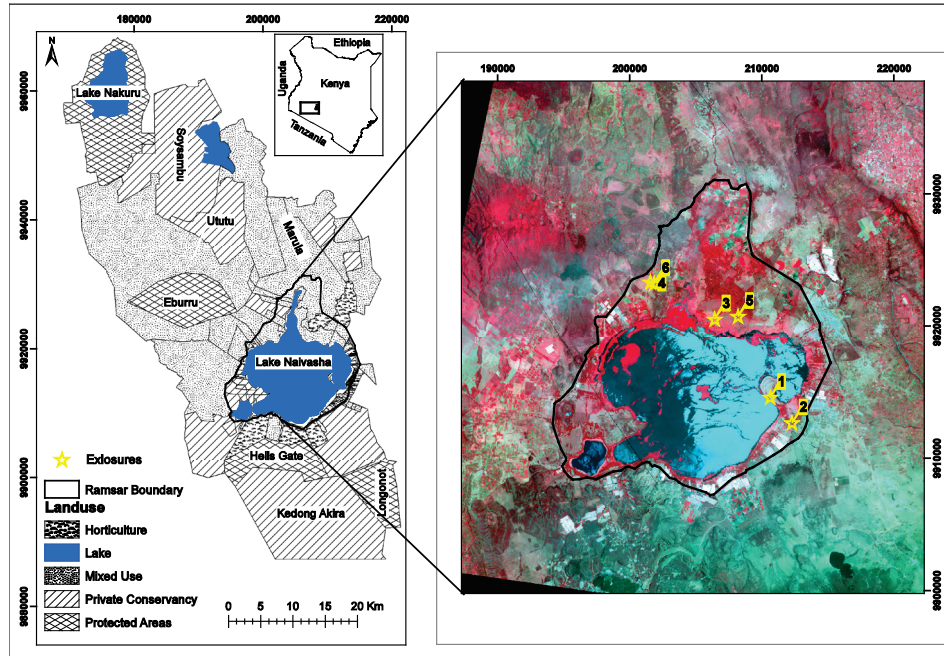 180000
200000
220000
N
Ethiopia
Uganda
Kenya
Tanzania
Lake Nakuru
Soysambu
Ututu
Marula
Eburru
Lake Naivasha
Hells Gate
Longonot
Kedong Akira
9960000
9940000
9920000
9900000
9880000
Exlosures
Ramsar Boundary
Landuse
Horticulture
Lake
Mixed Use
Private Conservancy
Protected Areas
0 5 10 15 20 Km
190000
200000
210000
220000
9930000
9920000
9910000
9900000
6
4
3
5
1
2